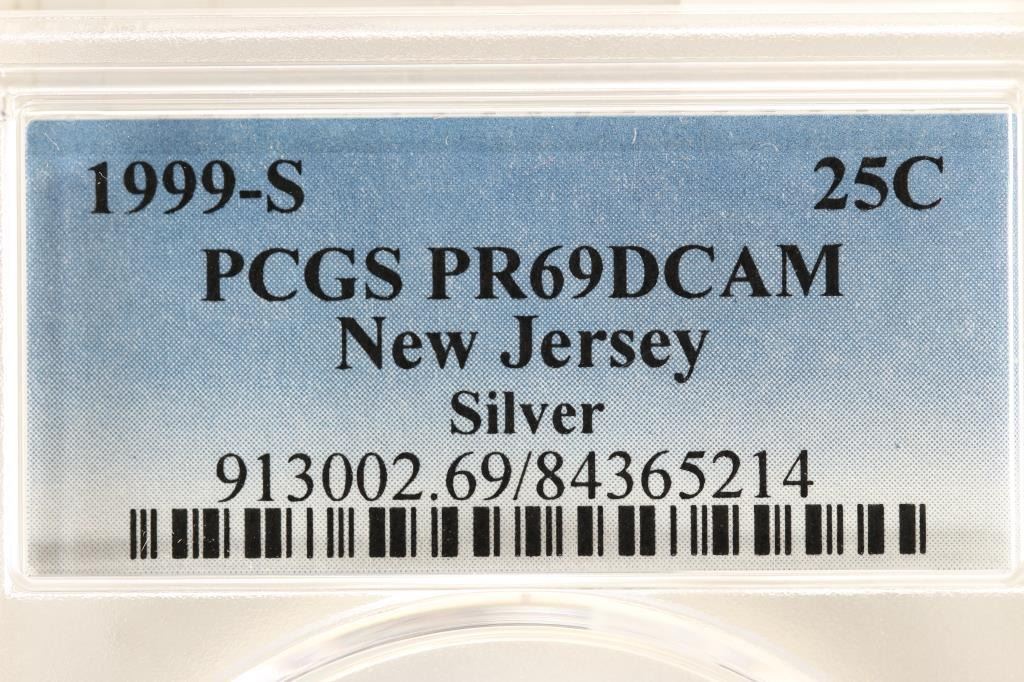 1999-S 25C
PCGS PR69DCAM
New Jersey
Silver
913002.69/84365214